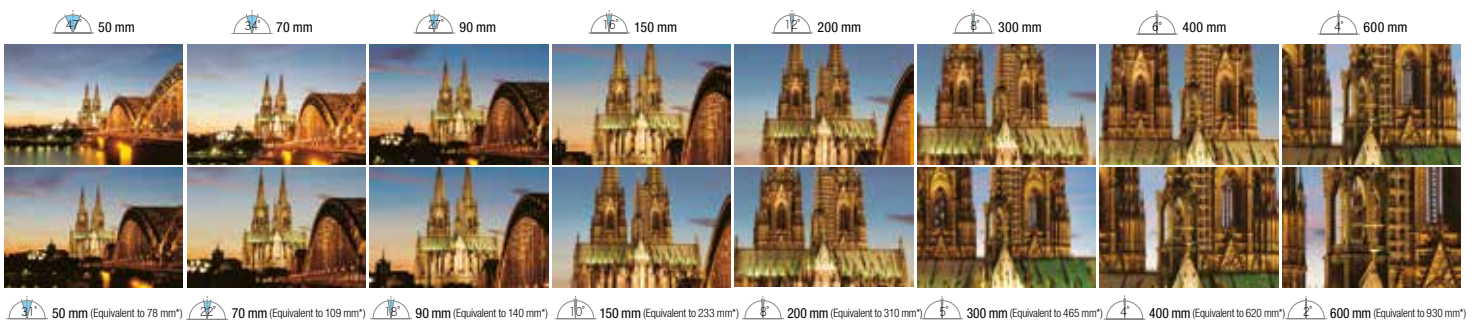 47° 50 mm 34° 70 mm 27° 90 mm 16° 150 mm 12° 200 mm 8° 300 mm 6° 400 mm 4° 600 mm
31° 50 mm (Equivalent to 78 mm*) 22° 70 mm (Equivalent to 109 mm*) 18° 90 mm (Equivalent to 140 mm*) 10° 150 mm (Equivalent to 233 mm*) 8° 200 mm (Equivalent to 310 mm*) 5° 300 mm (Equivalent to 465 mm*) 4° 400 mm (Equivalent to 620 mm*) 2° 600 mm (Equivalent to 930 mm*)